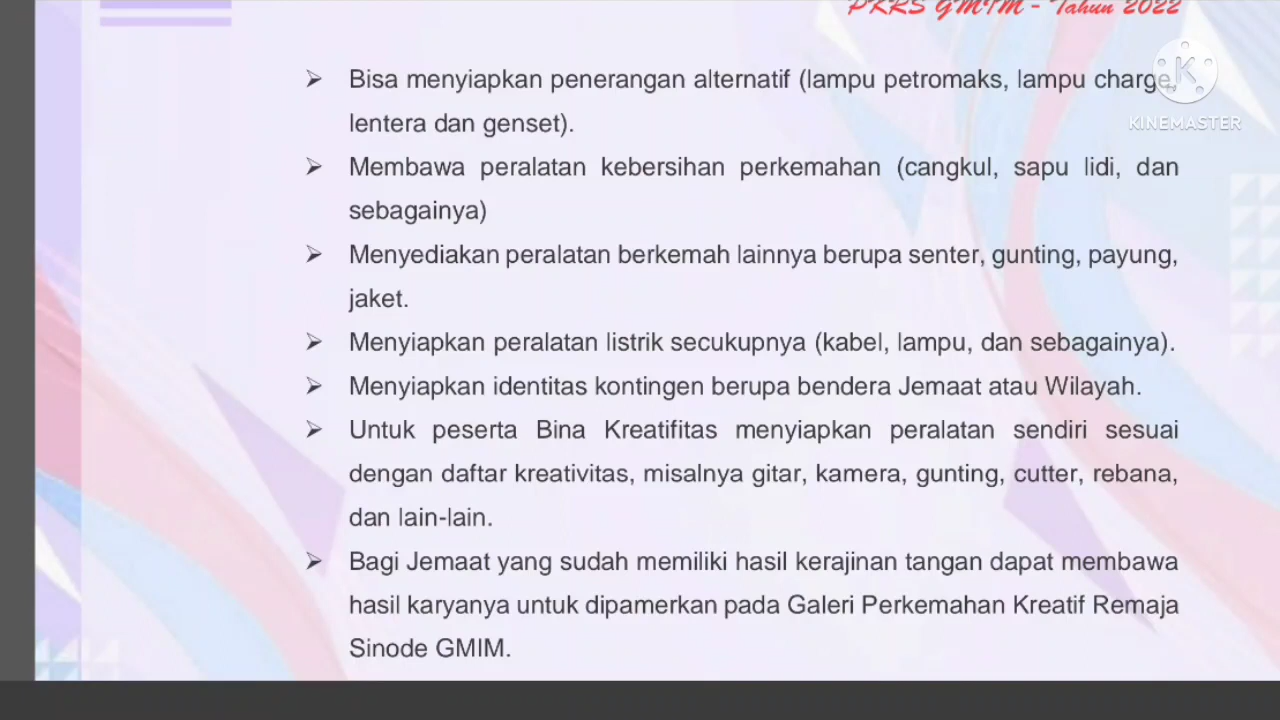 PKRS GMIM - Tahun 2022
➢ Bisa menyiapkan penerangan alternatif (lampu petromaks, lampu charge,
lentera dan genset).
➢ Membawa peralatan kebersihan perkemahan (cangkul, sapu lidi, dan
sebagainya)
➢ Menyediakan peralatan berkemah lainnya berupa senter, gunting, payung,
jaket.
➢ Menyiapkan peralatan listrik secukupnya (kabel, lampu, dan sebagainya).
➢ Menyiapkan identitas kontingen berupa bendera Jemaat atau Wilayah.
➢ Untuk peserta Bina Kreatifitas menyiapkan peralatan sendiri sesuai
dengan daftar kreativitas, misalnya gitar, kamera, gunting, cutter, rebana,
dan lain-lain.
➢ Bagi Jemaat yang sudah memiliki hasil kerajinan tangan dapat membawa
hasil karyanya untuk dipamerkan pada Galeri Perkemahan Kreatif Remaja
Sinode GMIM.
K
KINEMASTER